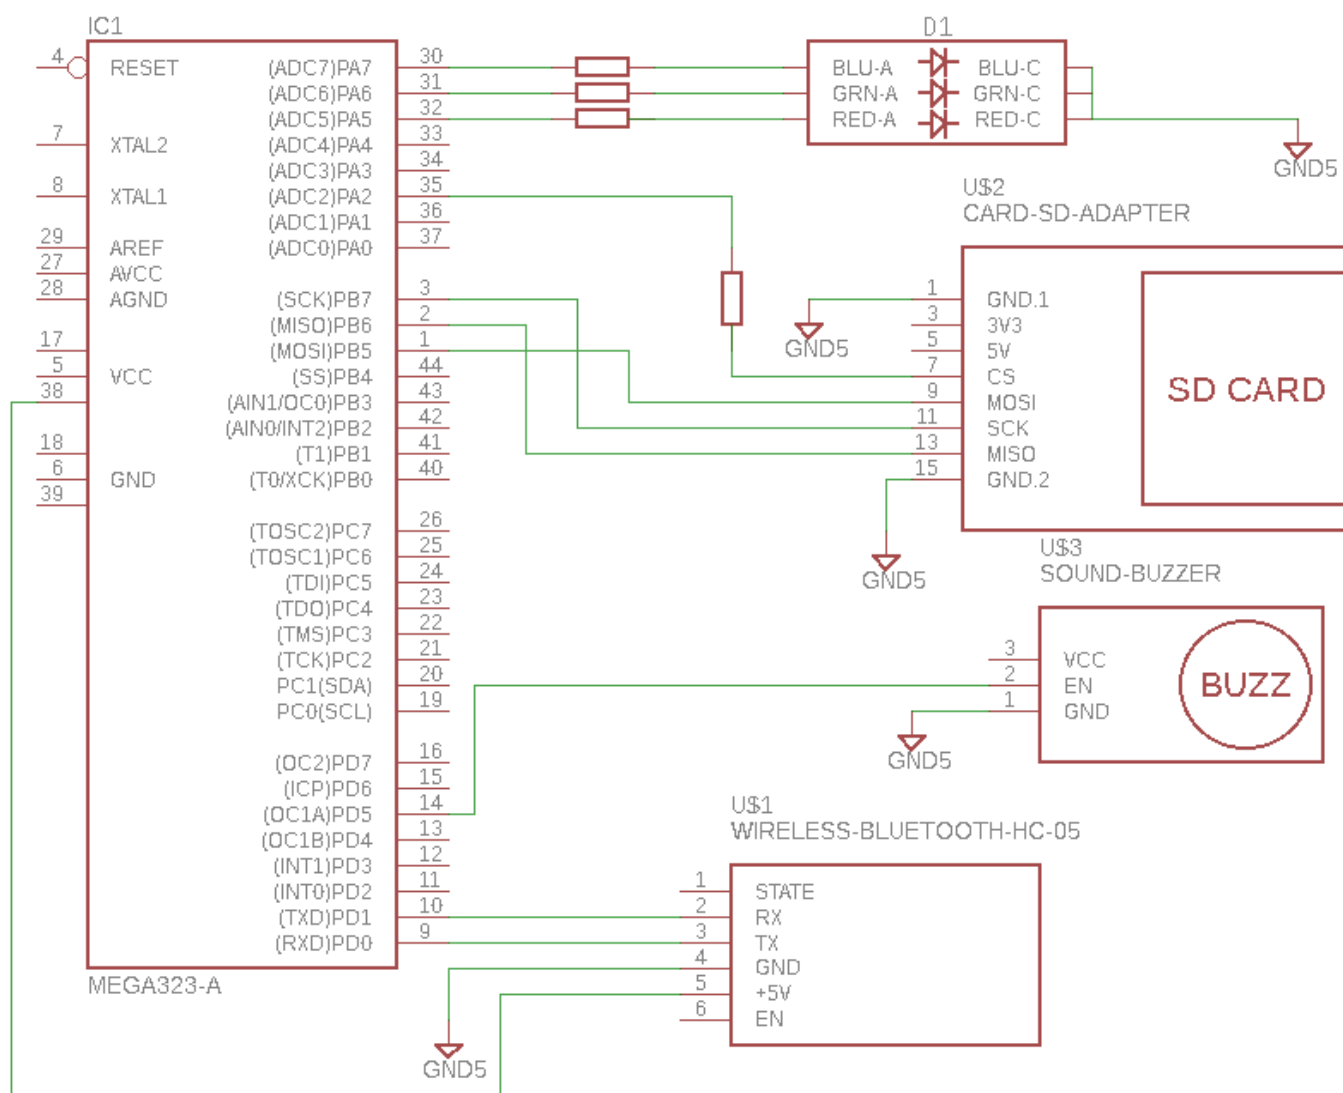 IC1
4 RESET
7 XTAL2
8 XTAL1
29 AREF
27 AVCC
28 AGND
17
5 VCC
38
18
6 GND
39
(ADC7)PA7 30
(ADC6)PA6 31
(ADC5)PA5 32
(ADC4)PA4 33
(ADC3)PA3 34
(ADC2)PA2 35
(ADC1)PA1 36
(ADC0)PA0 37
(SCK)PB7 3
(MISO)PB6 2
(MOSI)PB5 1
(SS)PB4 44
(AIN1/OC0)PB3 43
(AIN0/INT2)PB2 42
(T1)PB1 41
(T0/XCK)PB0 40
(TOSC2)PC7 26
(TOSC1)PC6 25
(TDI)PC5 24
(TDO)PC4 23
(TMS)PC3 22
(TCK)PC2 21
PC1(SDA) 20
PC0(SCL) 19
(OC2)PD7 16
(ICP)PD6 15
(OC1A)PD5 14
(OC1B)PD4 13
(INT1)PD3 12
(INT0)PD2 11
(TXD)PD1 10
(RXD)PD0 9
MEGA323-A
D1
BLU-A BLU-C
GRN-A GRN-C
RED-A RED-C
GND5
U$2
CARD-SD-ADAPTER
1 GND.1
3 3V3
5 5V
7 CS
9 MOSI
11 SCK
13 MISO
15 GND.2
SD CARD
GND5
GND5
U$3
SOUND-BUZZER
3 VCC
2 EN
1 GND
BUZZ
GND5
U$1
WIRELESS-BLUETOOTH-HC-05
1 STATE
2 RX
3 TX
4 GND
5 +5V
6 EN
GND5